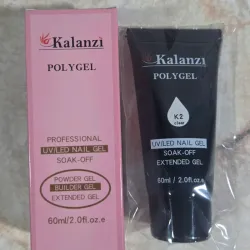 Kalanzi
POLYGEL
PROFESSIONAL
UV/LED NAIL GEL
SOAK-OFF
POWDER GEL
BUILDER GEL
EXTENDED GEL
60ml/2.0fl.oz.e
Kalanzi
POLYGEL
K2
clear
UV/LED NAIL GEL
SOAK-OFF
EXTENDED GEL
60ml/2.0fl.oz.e